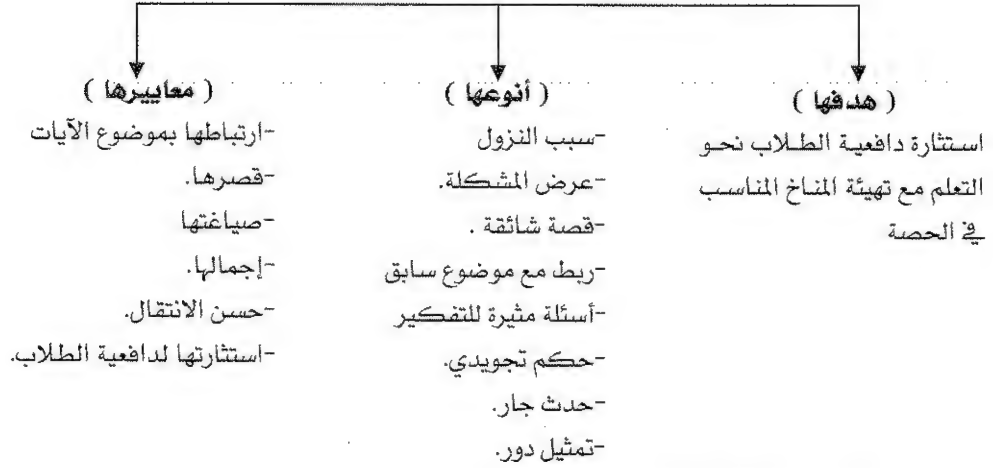 ( هدفها )
استثارة دافعية الطلاب نحو
التعلم مع تهيئة المناخ المناسب
في الحصة
( أنوعها )
-سبب النزول
-عرض المشكلة.
-قصة شائقة .
-ربط مع موضوع سابق
-أسئلة مثيرة للتفكير
-حكم تجويدي.
-حدث جار.
-تمثيل دور.
( معاييرها )
-ارتباطها بموضوع الآيات
-قصرها.
-صياغتها
-إجمالها.
-حسن الانتقال.
-استثارتها لدافعية الطلاب.